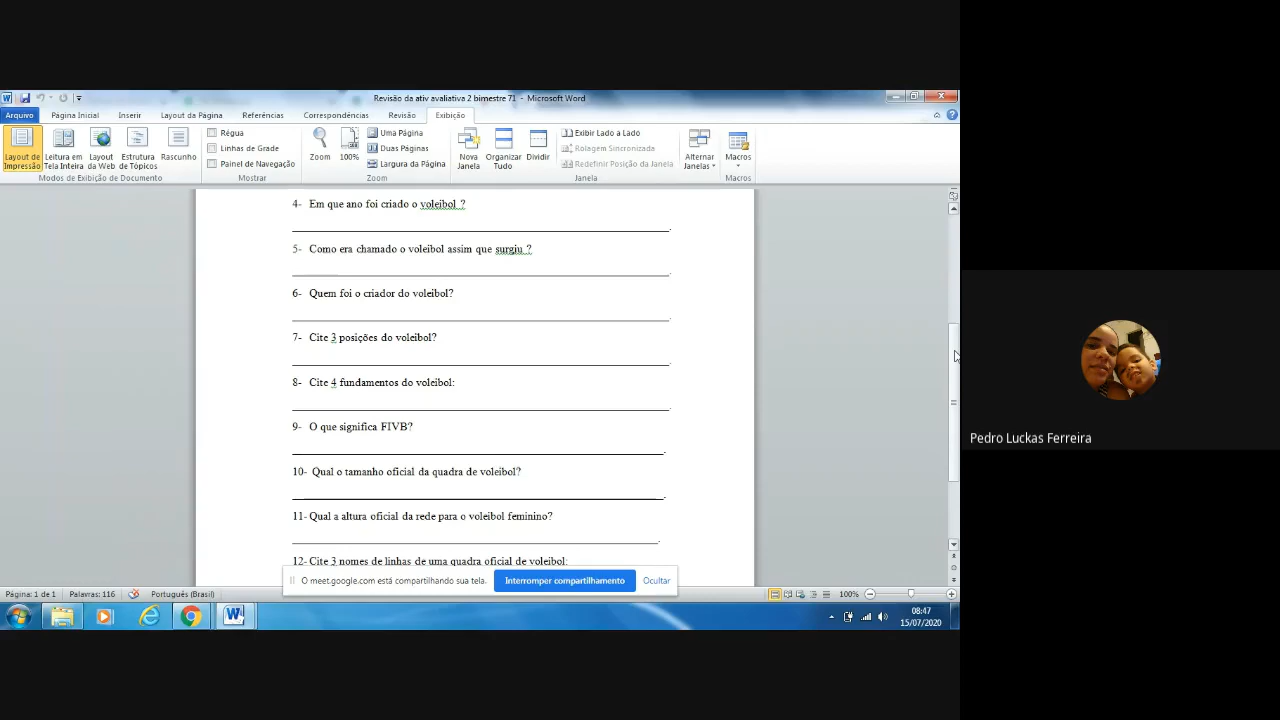 Revisão da ativ avaliativa 2 bimestre 71 - Microsoft Word
Arquivo Página Inicial Inserir Layout da Página Referências Correspondências Revisão Exibição
Layout de Impressão
Leitura em Tela Inteira
Layout da Web
Estrutura de Tópicos
Rascunho
Modos de Exibição de Documento
Régua
Linhas de Grade
Painel de Navegação
Mostrar
Zoom
100%
Uma Página
Duas Páginas
Largura da Página
Zoom
Nova Janela
Organizar Tudo
Dividir
Exibir Lado a Lado
Rolagem Sincronizada
Redefinir Posição da Janela
Janela
Alternar Janelas
Macros
Macros
4- Em que ano foi criado o voleibol ?
5- Como era chamado o voleibol assim que surgiu ?
6- Quem foi o criador do voleibol?
7- Cite 3 posições do voleibol?
8- Cite 4 fundamentos do voleibol:
9- O que significa FIVB?
10- Qual o tamanho oficial da quadra de voleibol?
11- Qual a altura oficial da rede para o voleibol feminino?
12- Cite 3 nomes de linhas de uma quadra oficial de voleibol:
O meet.google.com está compartilhando sua tela. Interromper compartilhamento Ocultar
Página: 1 de 1 Palavras: 116 Português (Brasil) 100%
08:47
15/07/2020
Pedro Luckas Ferreira